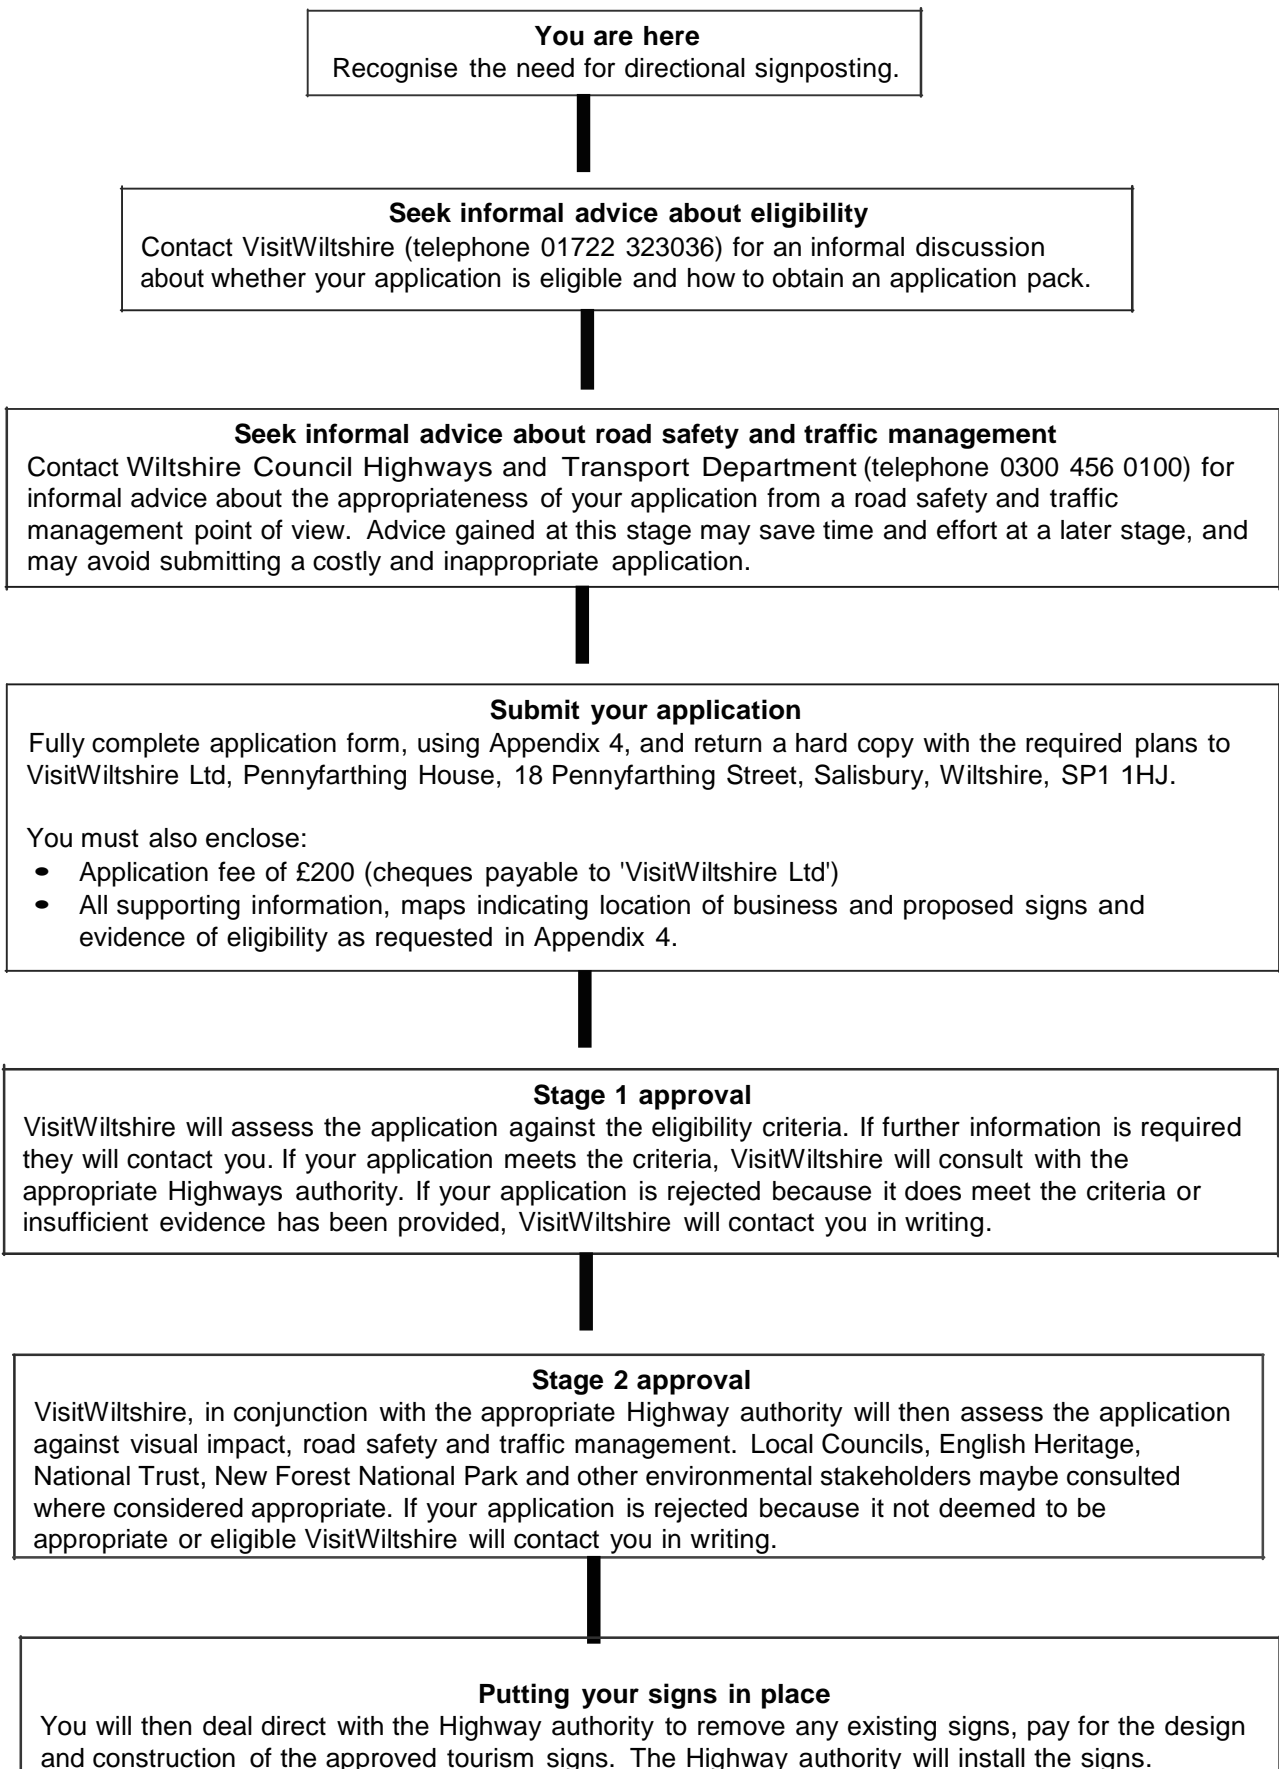 You are here
Recognise the need for directional signposting.
Seek informal advice about eligibility
Contact VisitWiltshire (telephone 01722 323036) for an informal discussion
about whether your application is eligible and how to obtain an application pack.
Seek informal advice about road safety and traffic management
Contact Wiltshire Council Highways and Transport Department (telephone 0300 456 0100) for
informal advice about the appropriateness of your application from a road safety and traffic
management point of view. Advice gained at this stage may save time and effort at a later stage, and
may avoid submitting a costly and inappropriate application.
Submit your application
Fully complete application form, using Appendix 4, and return a hard copy with the required plans to
VisitWiltshire Ltd, Pennyfarthing House, 18 Pennyfarthing Street, Salisbury, Wiltshire, SP1 1HJ.
You must also enclose:
• Application fee of £200 (cheques payable to 'VisitWiltshire Ltd')
• All supporting information, maps indicating location of business and proposed signs and
evidence of eligibility as requested in Appendix 4.
Stage 1 approval
VisitWiltshire will assess the application against the eligibility criteria. If further information is required
they will contact you. If your application meets the criteria, VisitWiltshire will consult with the
appropriate Highways authority. If your application is rejected because it does meet the criteria or
insufficient evidence has been provided, VisitWiltshire will contact you in writing.
Stage 2 approval
VisitWiltshire, in conjunction with the appropriate Highway authority will then assess the application
against visual impact, road safety and traffic management. Local Councils, English Heritage,
National Trust, New Forest National Park and other environmental stakeholders maybe consulted
where considered appropriate. If your application is rejected because it not deemed to be
appropriate or eligible VisitWiltshire will contact you in writing.
Putting your signs in place
You will then deal direct with the Highway authority to remove any existing signs, pay for the design
and construction of the approved tourism signs. The Highway authority will install the signs.